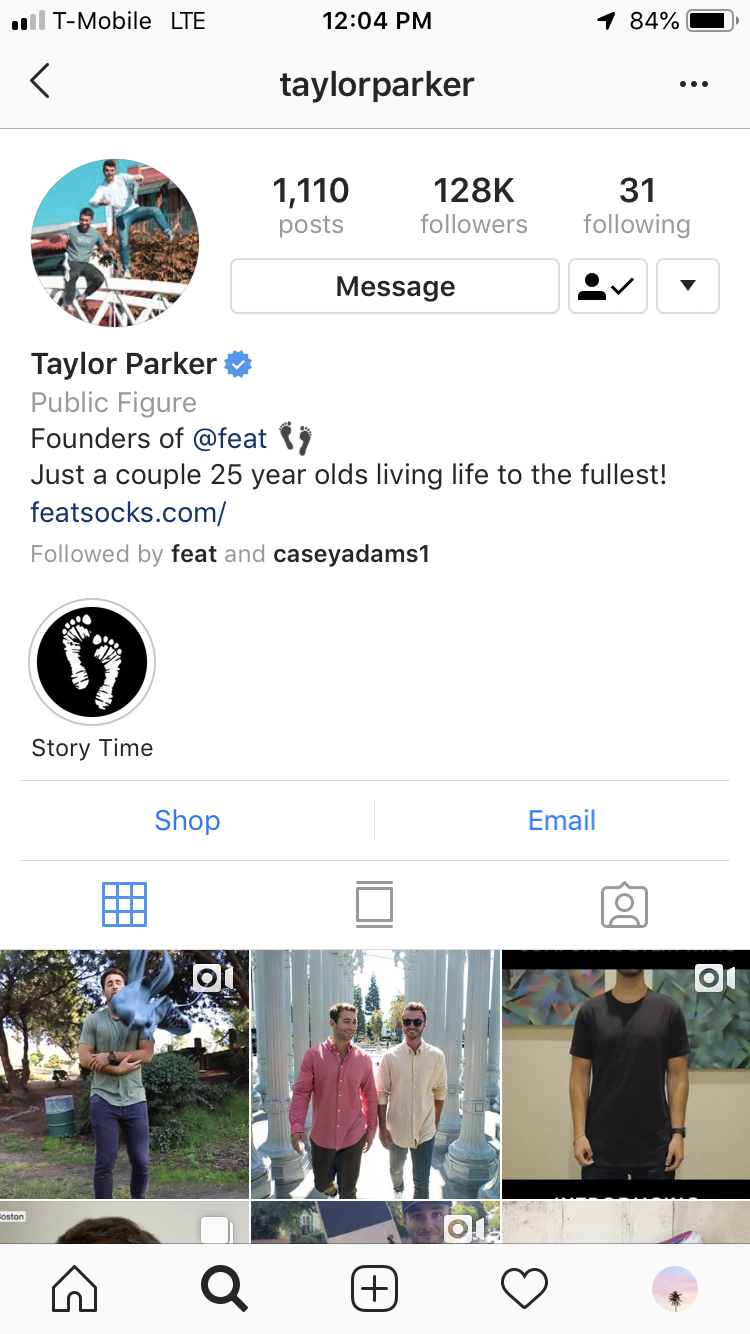 T-Mobile LTE 12:04 PM 84%
taylorparker
1,110 128K 31
posts followers following
Message
Taylor Parker
Public Figure
Founders of @feat
Just a couple 25 year olds living life to the fullest!
featsocks.com/
Followed by feat and caseyadams1
Story Time
Shop Email
INTRODUCING